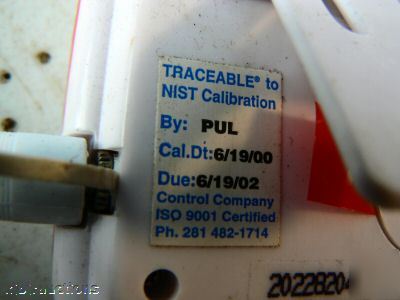 TRACEABLE® to
NIST Calibration
By: PUL
Cal.Dt:6/19/00
Due:6/19/02
Control Company
ISO 9001 Certified
Ph. 281 482-1714